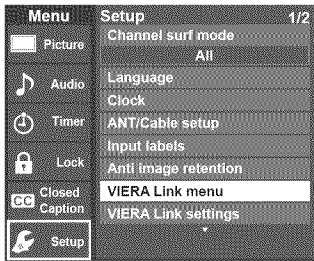 Menu
Picture
Audio
Timer
Lock
CC Closed
Caption
Setup
Setup 1/2
Channel surf mode
All
Language
Clock
ANT/Cable setup
Input labels
Anti image retention
VIERA Link menu
VIERA Link settings